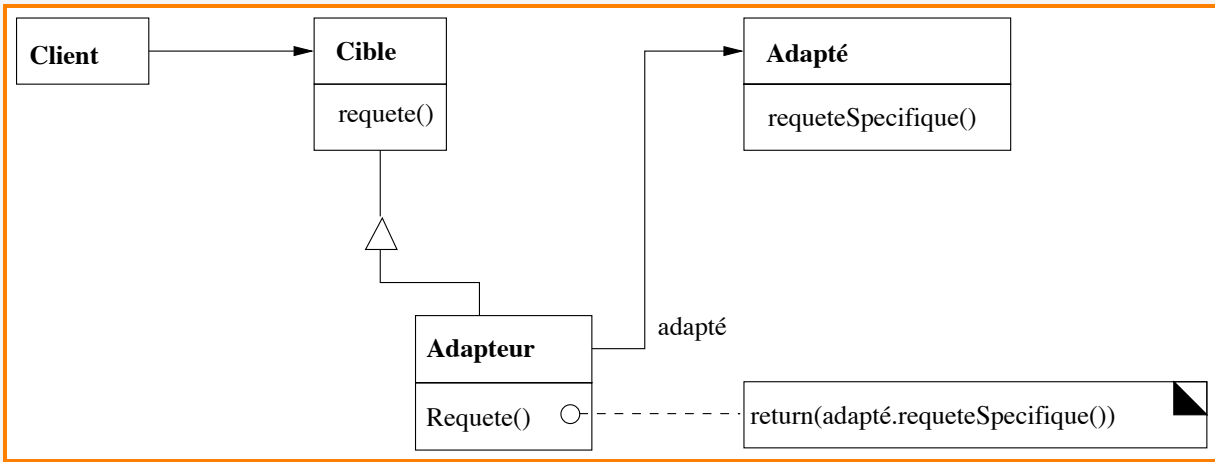 Client
Cible
requete()
Adapté
requeteSpecifique()
adapté
Adapteur
Requete()
return(adapté.requeteSpecifique())